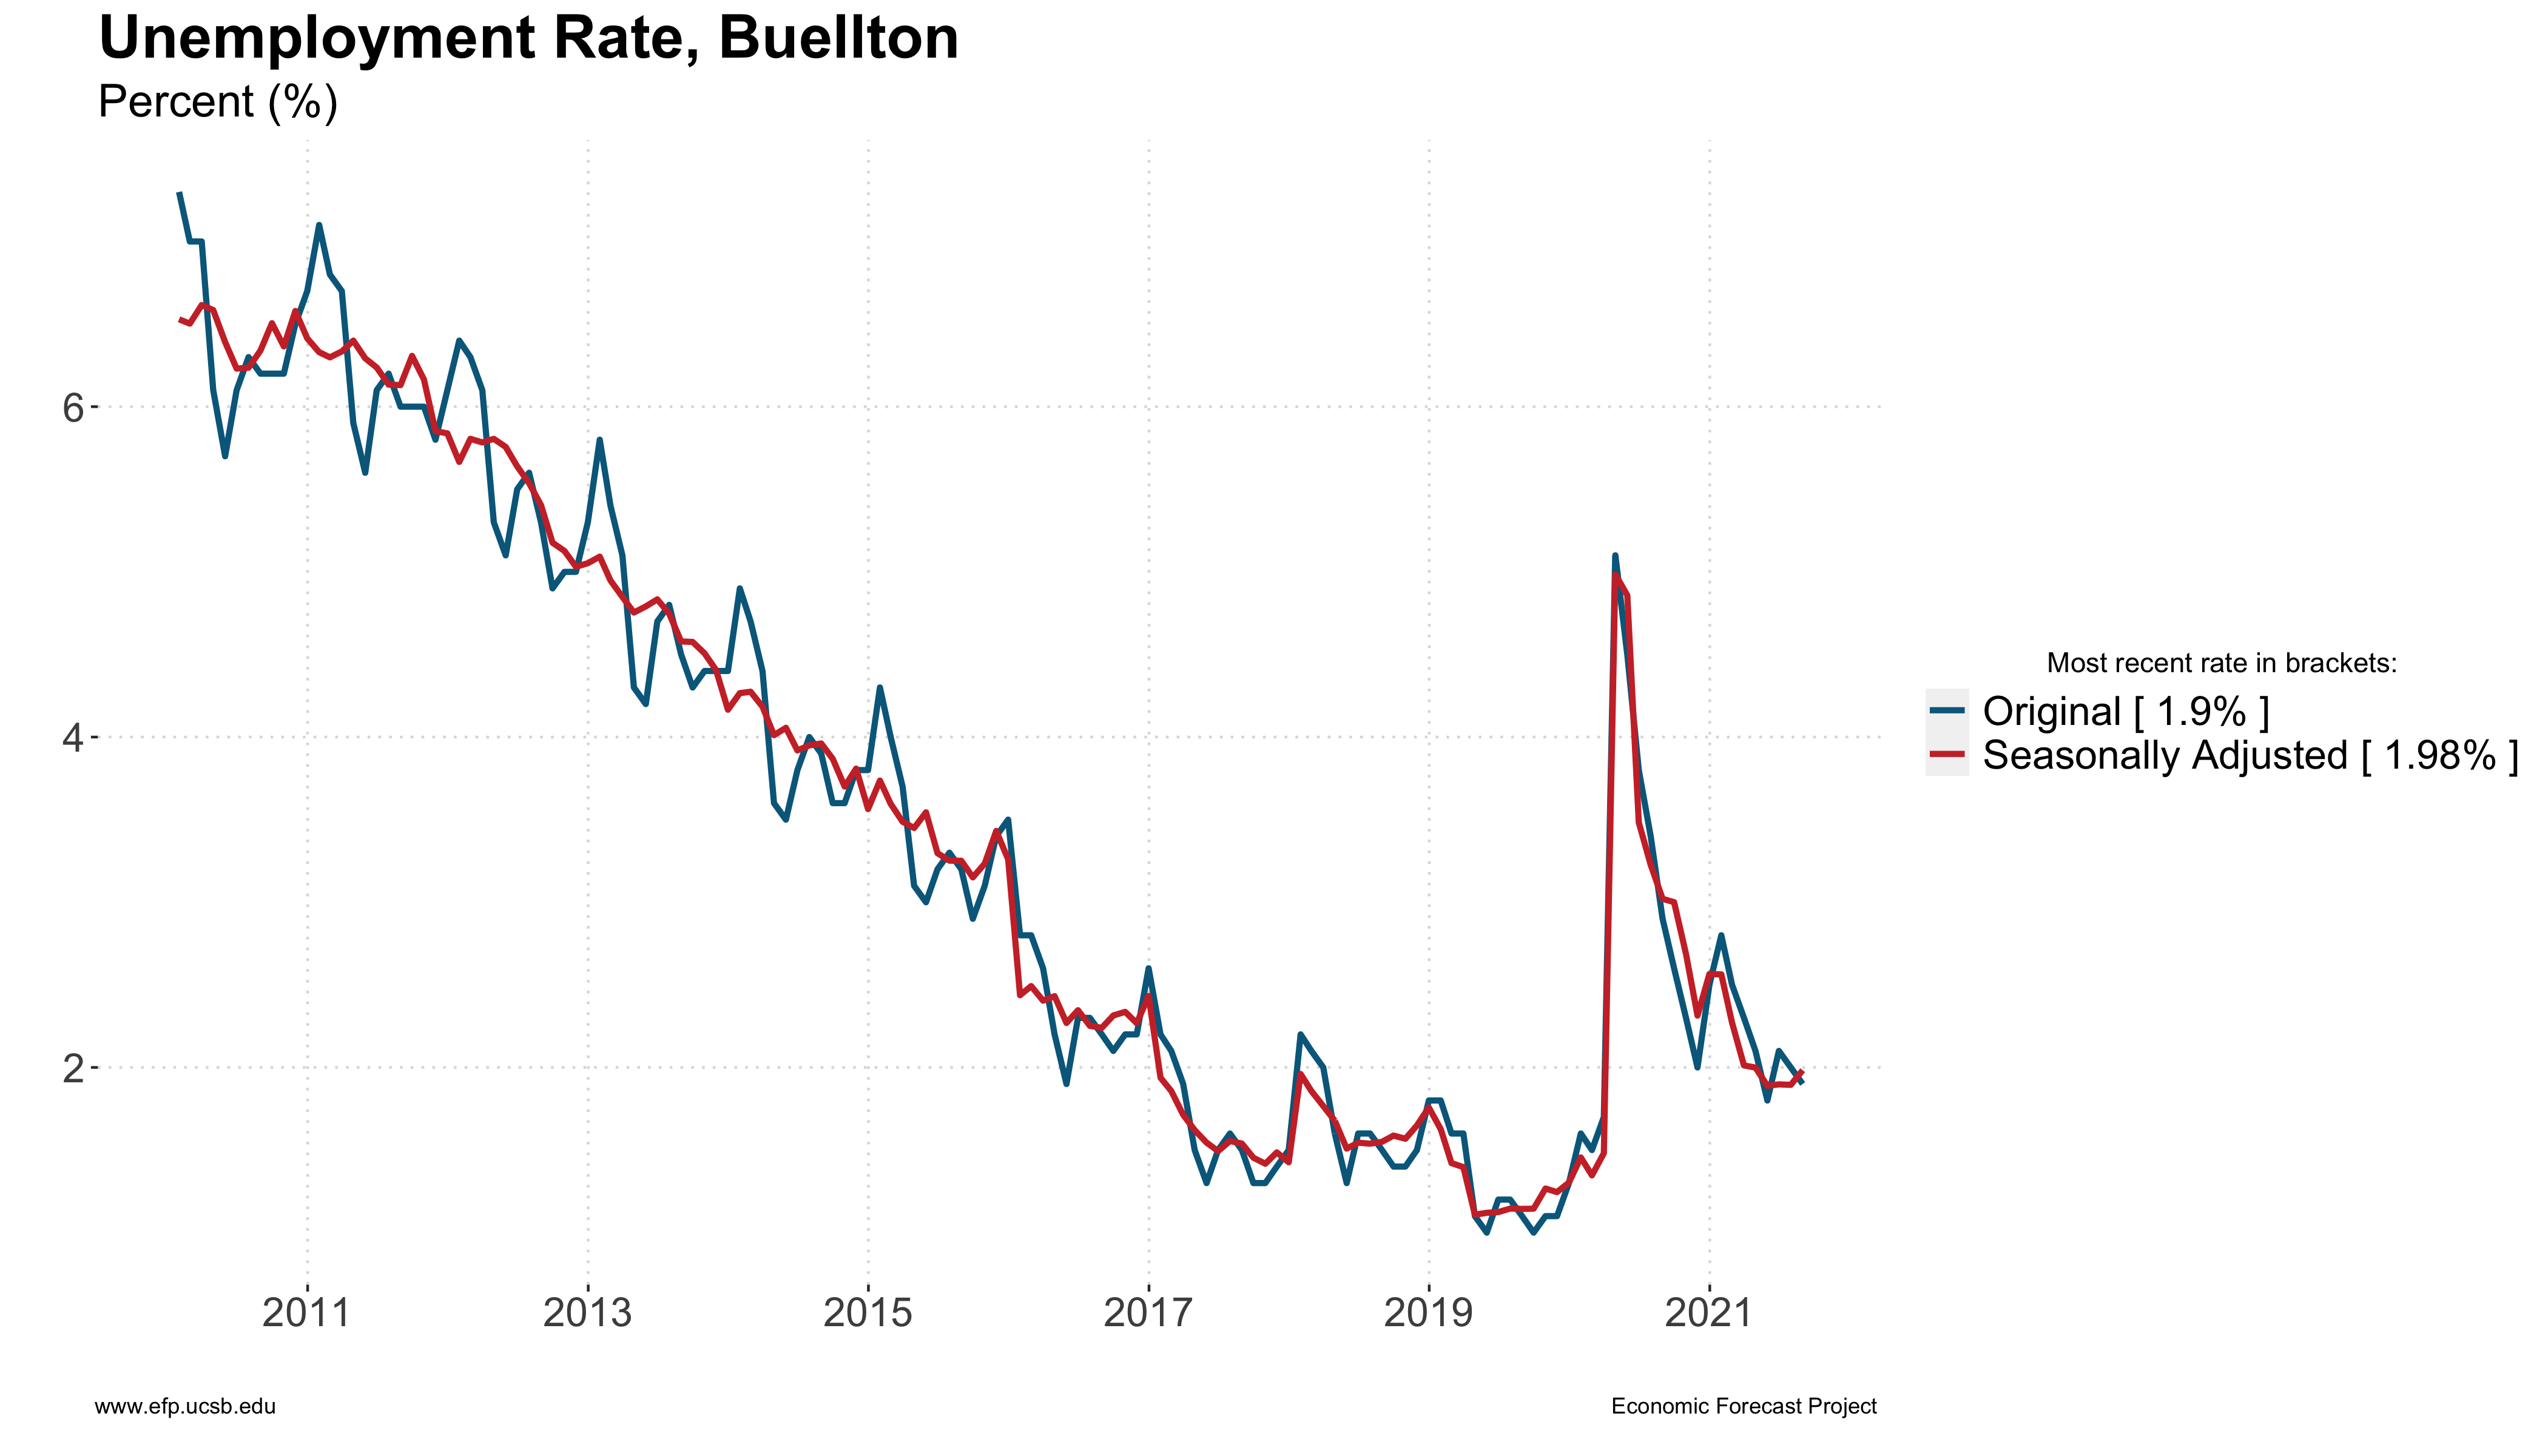 Unemployment Rate, Buellton
Percent (%)
6
4
2
2011 2013 2015 2017 2019 2021
Most recent rate in brackets:
Original [ 1.9% ]
Seasonally Adjusted [ 1.98% ]
www.efp.ucsb.edu
Economic Forecast Project